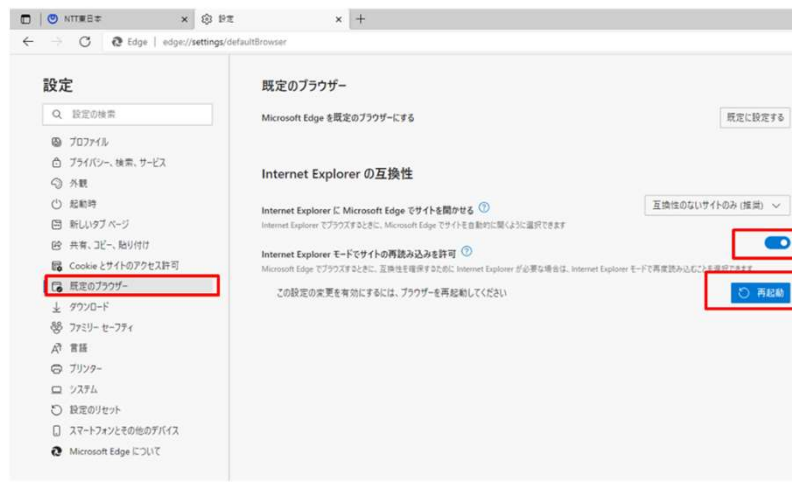 NTT東日本
設定
Edge | edge://settings/defaultBrowser
設定
設定の検索
プロファイル
プライバシー、検索、サービス
外観
起動時
新しいタブ ページ
共有、コピー、貼り付け
Cookie とサイトのアクセス許可
既定のブラウザー
ダウンロード
ファミリー セーフティ
言語
プリンター
システム
設定のリセット
スマートフォンとその他のデバイス
Microsoft Edge について
既定のブラウザー
Microsoft Edge を既定のブラウザーにする
既定に設定する
Internet Explorer の互換性
Internet Explorer に Microsoft Edge でサイトを開かせる
互換性のないサイトのみ (推奨)
Internet Explorer でブラウズするときに、Microsoft Edge でサイトを自動的に開くように選択できます
Internet Explorer モードでサイトの再読み込みを許可
Microsoft Edge でブラウズするときに、互換性を確保するために Internet Explorer が必要な場合は、Internet Explorer モードで再度読み込むことを選択できます
この設定の変更を有効にするには、ブラウザーを再起動してください
再起動